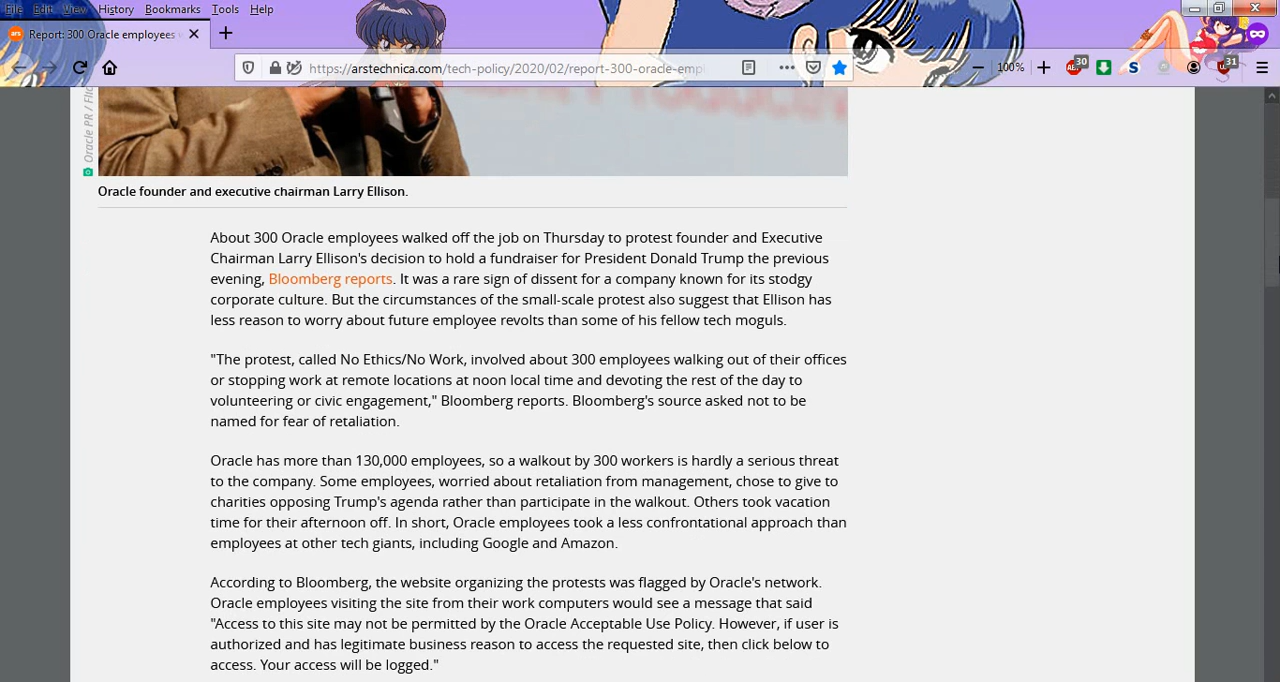 File Edit View History Bookmarks Tools Help
ars Report: 300 Oracle employees
https://arstechnica.com/tech-policy/2020/02/report-300-oracle-empl
100%
30
31
Oracle PR / Flic
Oracle founder and executive chairman Larry Ellison.
About 300 Oracle employees walked off the job on Thursday to protest founder and Executive
Chairman Larry Ellison's decision to hold a fundraiser for President Donald Trump the previous
evening, Bloomberg reports. It was a rare sign of dissent for a company known for its stodgy
corporate culture. But the circumstances of the small-scale protest also suggest that Ellison has
less reason to worry about future employee revolts than some of his fellow tech moguls.
"The protest, called No Ethics/No Work, involved about 300 employees walking out of their offices
or stopping work at remote locations at noon local time and devoting the rest of the day to
volunteering or civic engagement," Bloomberg reports. Bloomberg's source asked not to be
named for fear of retaliation.
Oracle has more than 130,000 employees, so a walkout by 300 workers is hardly a serious threat
to the company. Some employees, worried about retaliation from management, chose to give to
charities opposing Trump's agenda rather than participate in the walkout. Others took vacation
time for their afternoon off. In short, Oracle employees took a less confrontational approach than
employees at other tech giants, including Google and Amazon.
According to Bloomberg, the website organizing the protests was flagged by Oracle's network.
Oracle employees visiting the site from their work computers would see a message that said
"Access to this site may not be permitted by the Oracle Acceptable Use Policy. However, if user is
authorized and has legitimate business reason to access the requested site, then click below to
access. Your access will be logged."